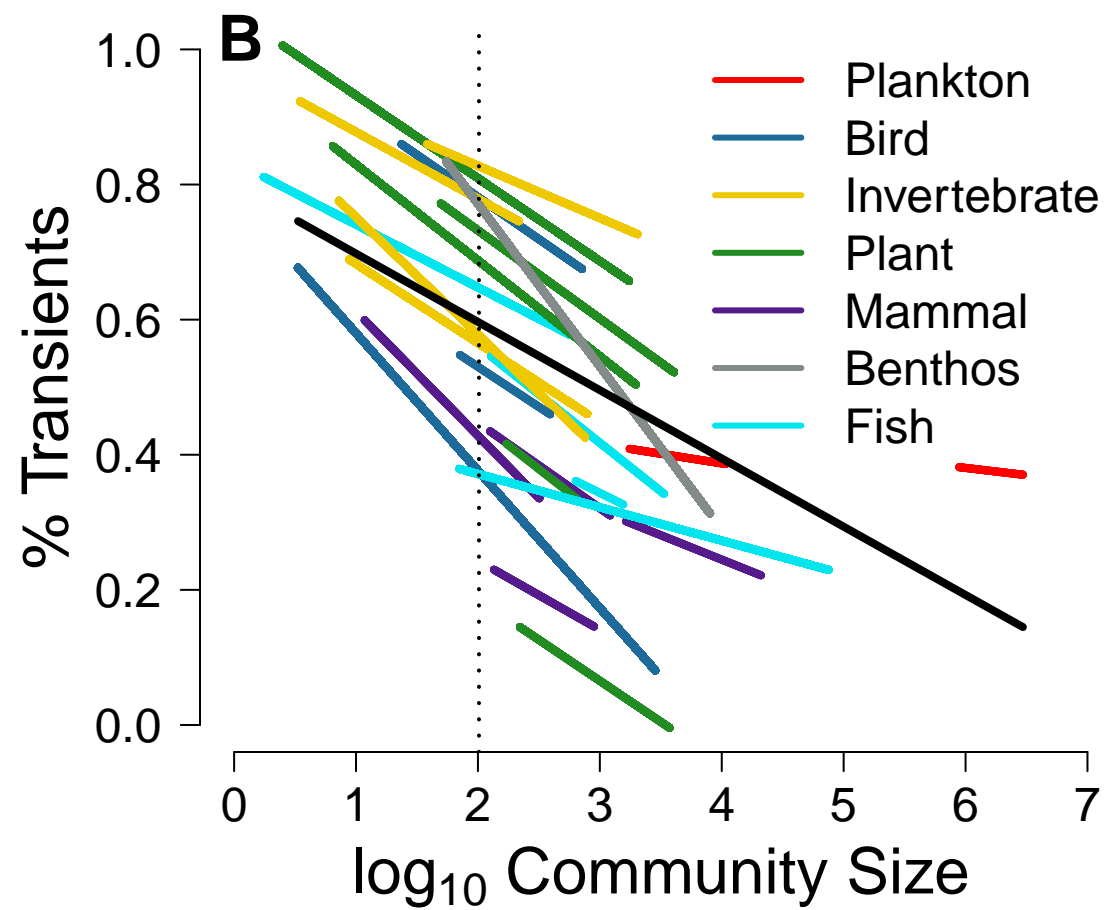 B
% Transients
1.0
0.8
0.6
0.4
0.2
0.0
Plankton
Bird
Invertebrate
Plant
Mammal
Benthos
Fish
0 1 2 3 4 5 6 7
log₁₀ Community Size